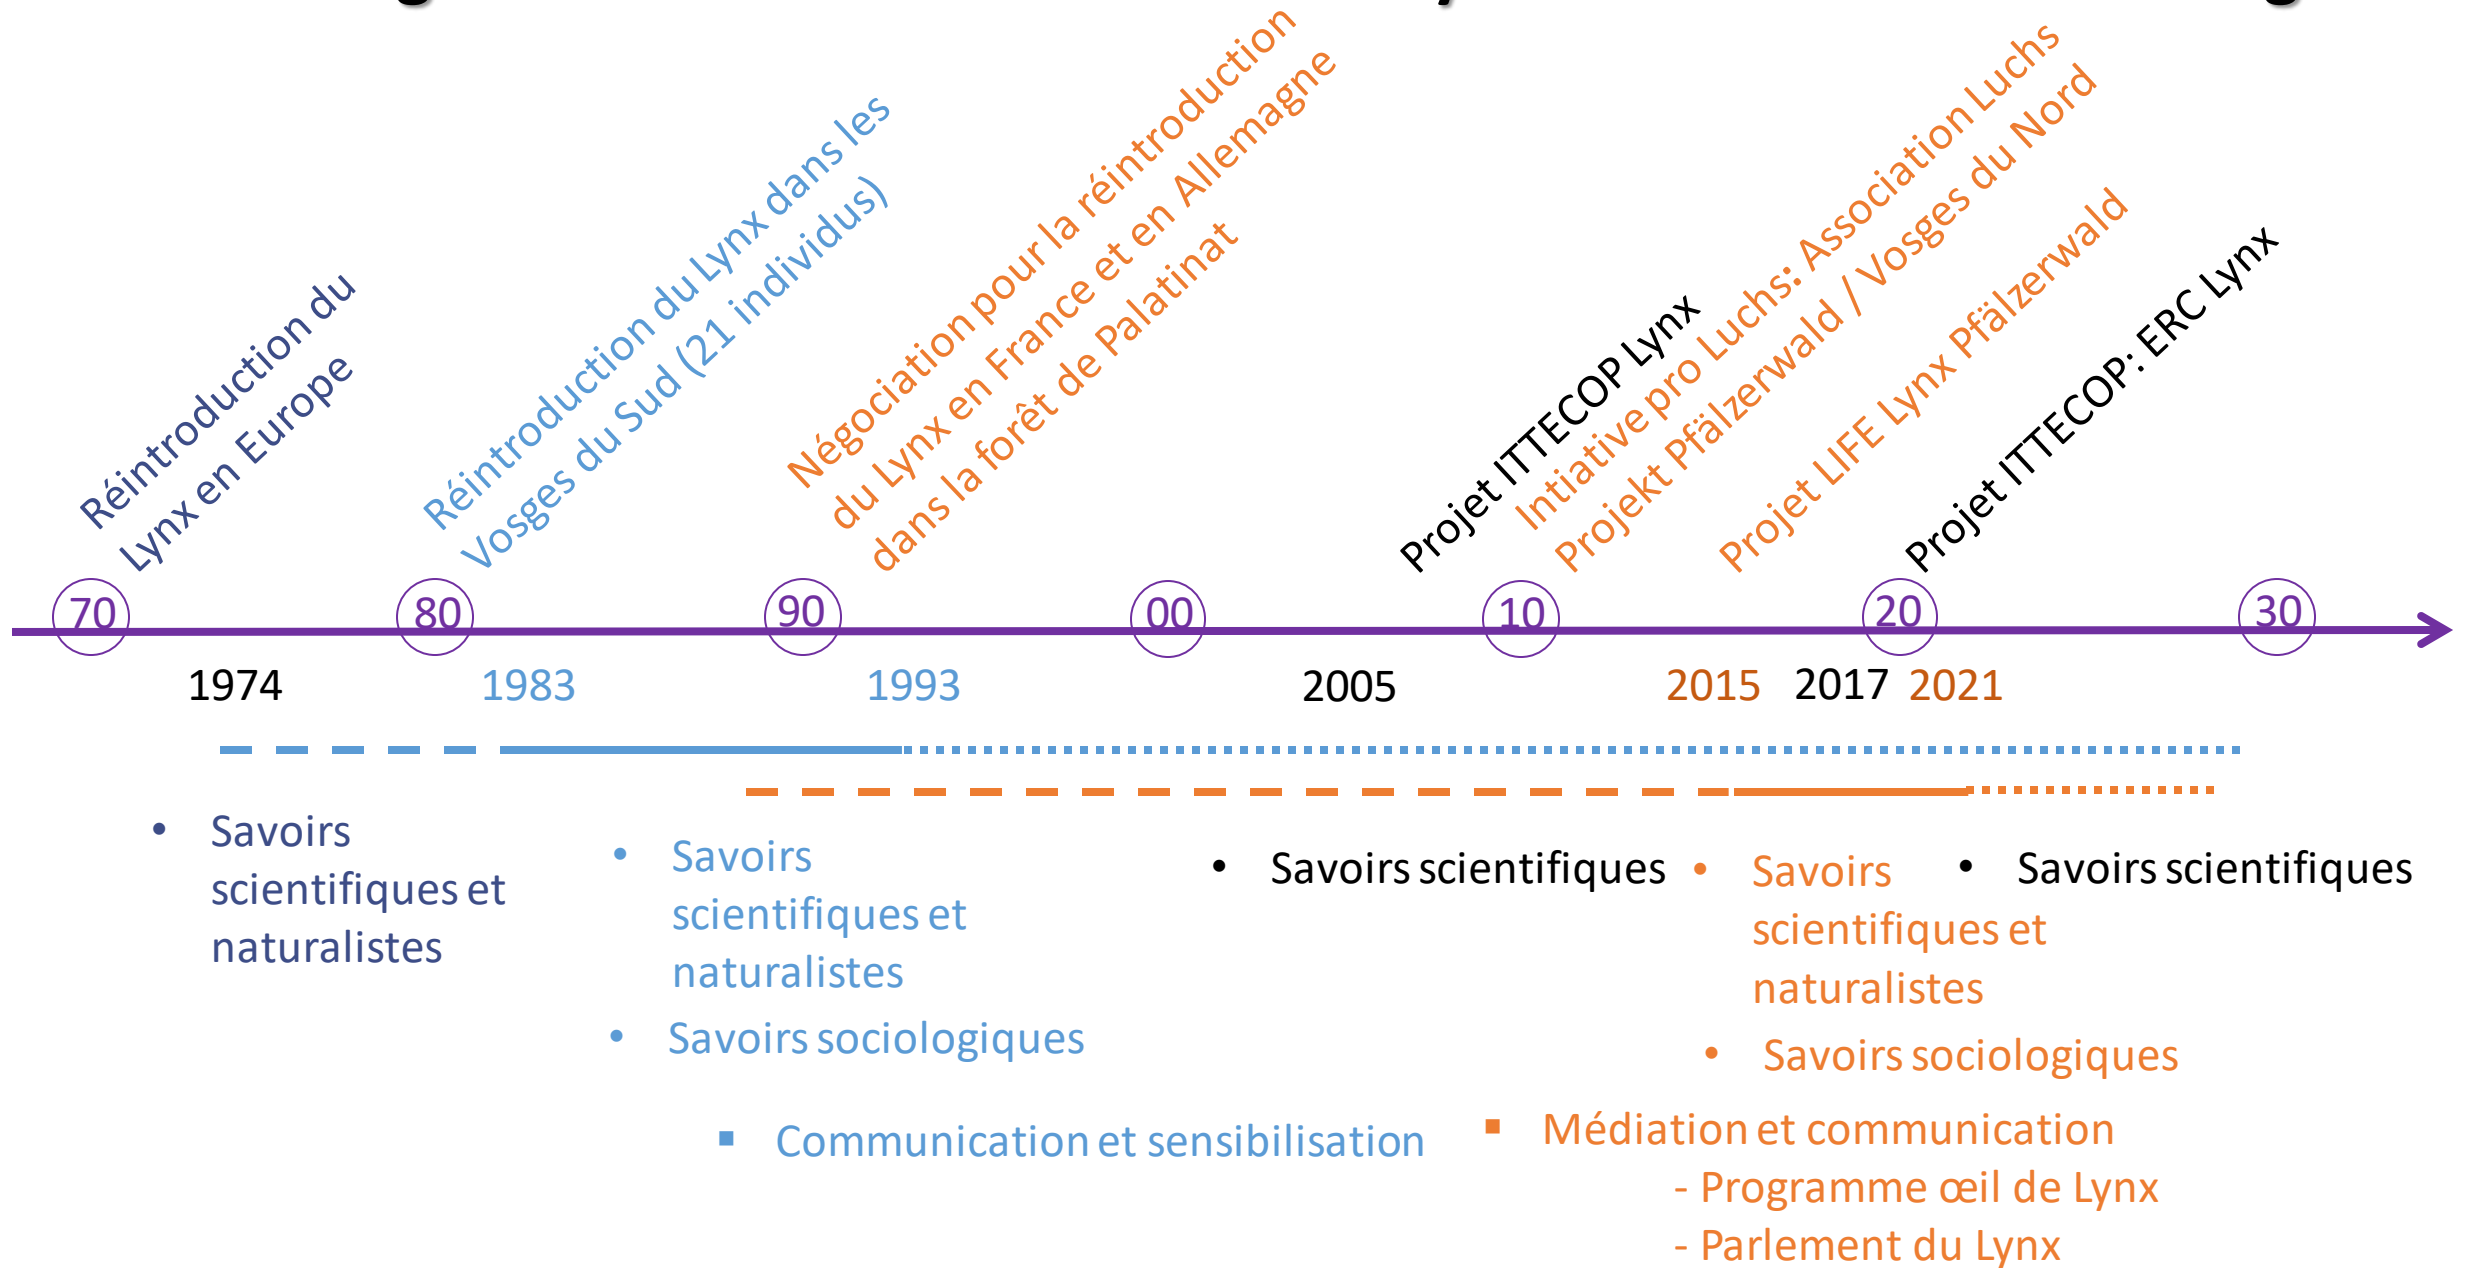 Réintroduction du
Lynx en Europe
Réintroduction du Lynx dans les
Vosges du Sud (21 individus)
Négociation pour la réintroduction
du Lynx en France et en Allemagne
dans la forêt de Palatinat
Projet ITTECOP Lynx
Intiative pro Luchs: Association Luchs
Projekt Pfälzerwald / Vosges du Nord
Projet LIFE Lynx Pfälzerwald
Projet ITTECOP: ERC Lynx
70 80 90 00 10 20 30
1974 1983 1993 2005 2015 2017 2021
• Savoirs
scientifiques et
naturalistes
• Savoirs
scientifiques et
naturalistes
• Savoirs sociologiques
▪ Communication et sensibilisation
• Savoirs scientifiques
• Savoirs
scientifiques et
naturalistes
• Savoirs sociologiques
▪ Médiation et communication
- Programme œil de Lynx
- Parlement du Lynx
• Savoirs scientifiques